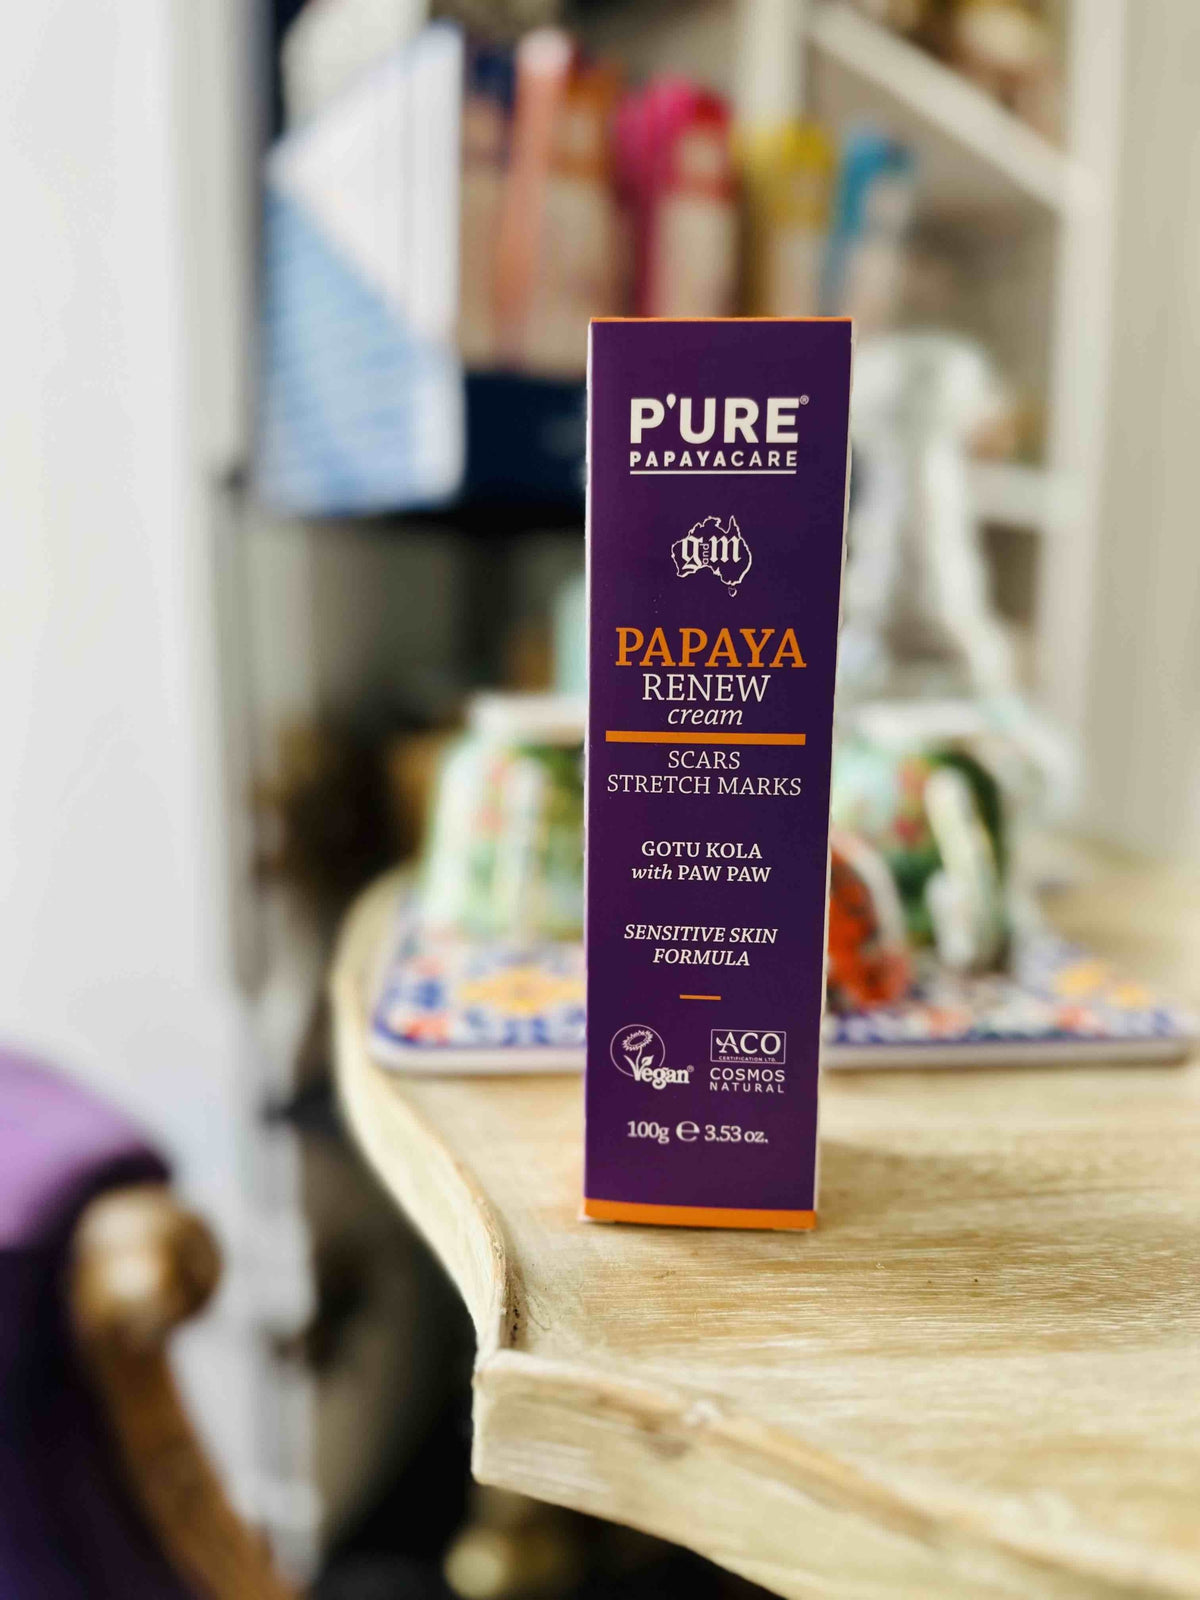 P'URE®
PAPAYACARE
g and m
PAPAYA
RENEW
cream
SCARS
STRETCH MARKS
GOTU KOLA
with PAW PAW
SENSITIVE SKIN
FORMULA
Vegan®
ACO
CERTIFICATION LTD.
COSMOS
NATURAL
100g ℮ 3.53 oz.